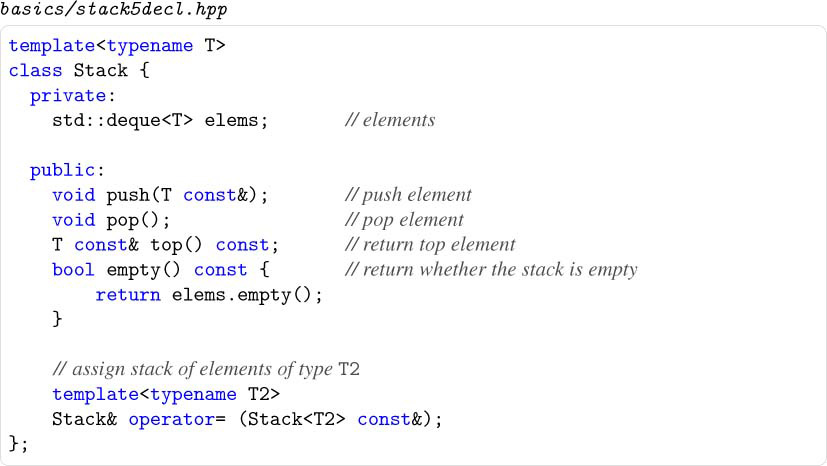 basics/stack5decl.hpp
template<typename T>
class Stack {
  private:
    std::deque<T> elems;       // elements

  public:
    void push(T const&);       // push element
    void pop();                // pop element
    T const& top() const;      // return top element
    bool empty() const {       // return whether the stack is empty
        return elems.empty();
    }

    // assign stack of elements of type T2
    template<typename T2>
    Stack& operator= (Stack<T2> const&);
};